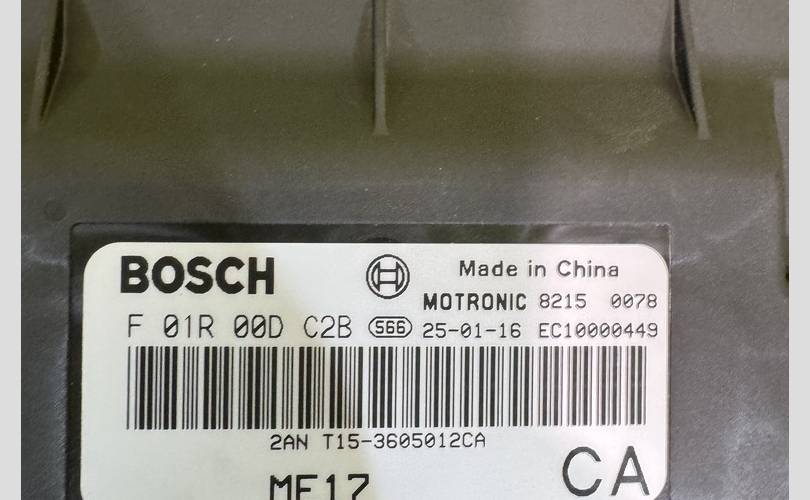 BOSCH Made in China
MOTRONIC 8215 0078
F 01R 00D C2B 566 25-01-16 EC10000449
2AN T15-3605012CA
CA